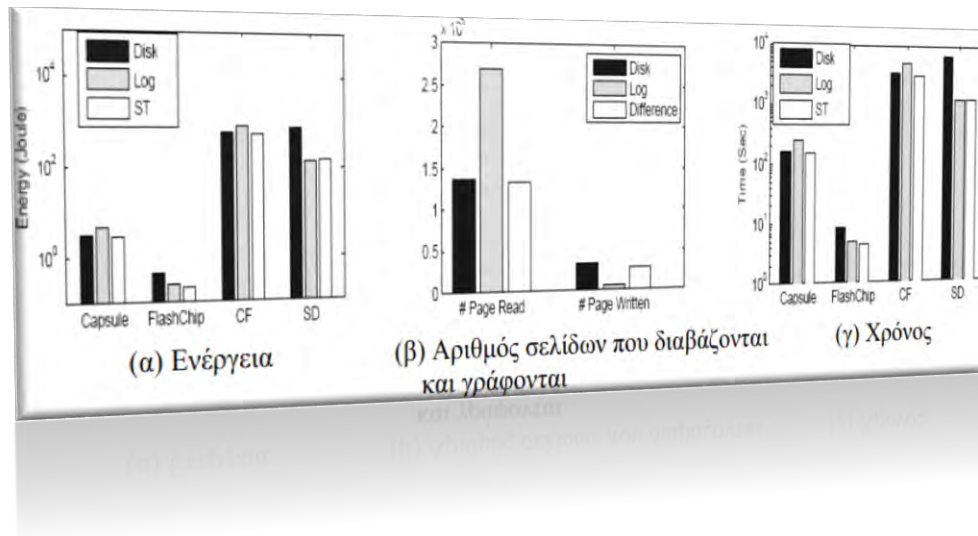 Disk
Log
ST
10⁴
10²
10⁰
Energy (Joule)
Capsule FlashChip CF SD
(α) Ενέργεια
3
2.5
2
1.5
1
0.5
0
Disk
Log
Difference
# Page Read # Page Written
(β) Αριθμός σελίδων που διαβάζονται
και γράφονται
Disk
Log
ST
10⁴
10³
10²
10¹
10⁰
Time (Sec)
Capsule FlashChip CF SD
(γ) Χρόνος